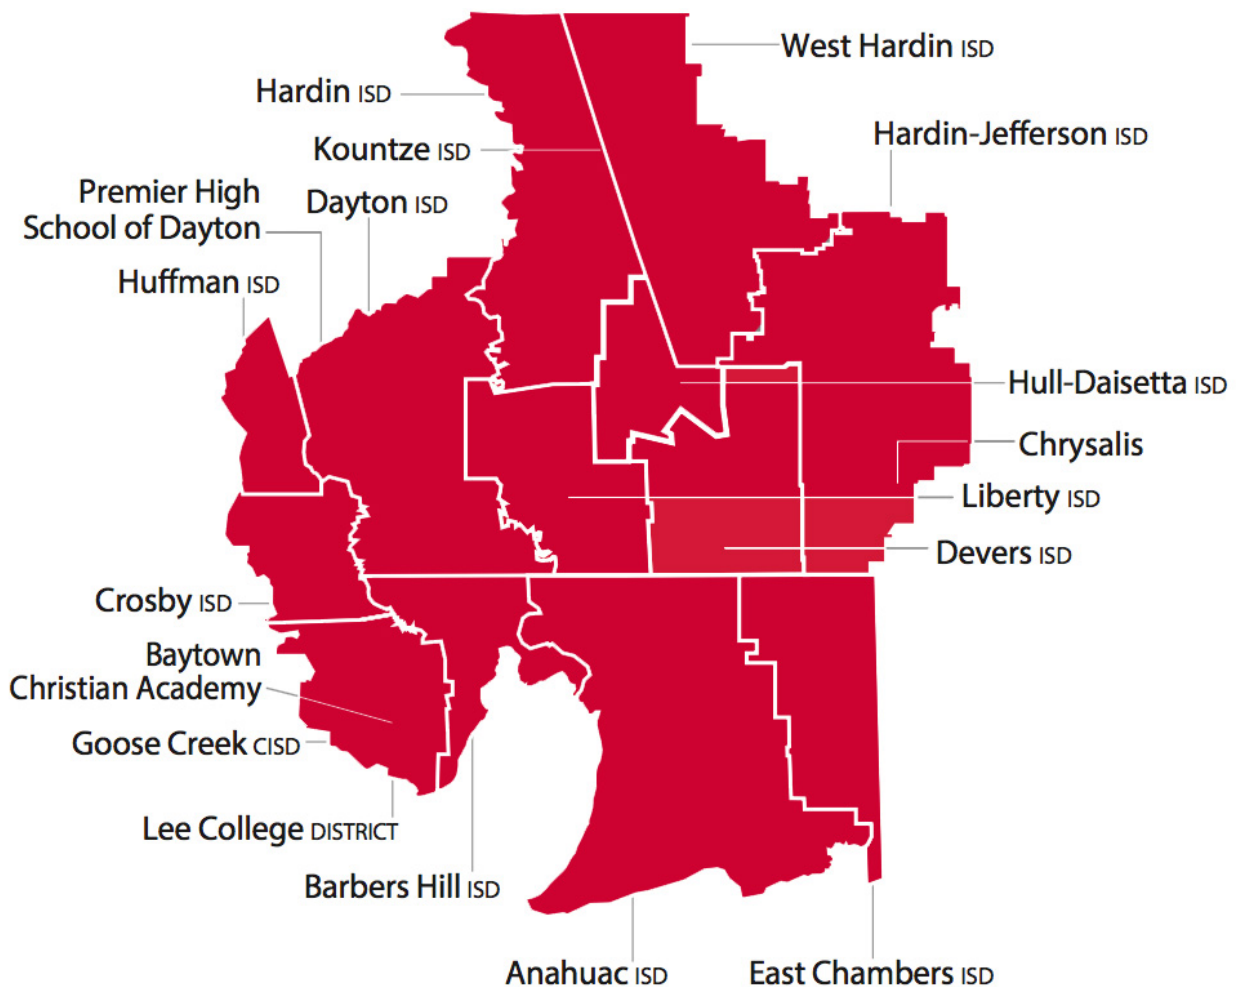 West Hardin ISD
Hardin ISD
Hardin-Jefferson ISD
Kountze ISD
Premier High
School of Dayton
Dayton ISD
Huffman ISD
Hull-Daisetta ISD
Chrysalis
Liberty ISD
Devers ISD
Crosby ISD
Baytown
Christian Academy
Goose Creek CISD
Lee College DISTRICT
Barbers Hill ISD
Anahuac ISD
East Chambers ISD